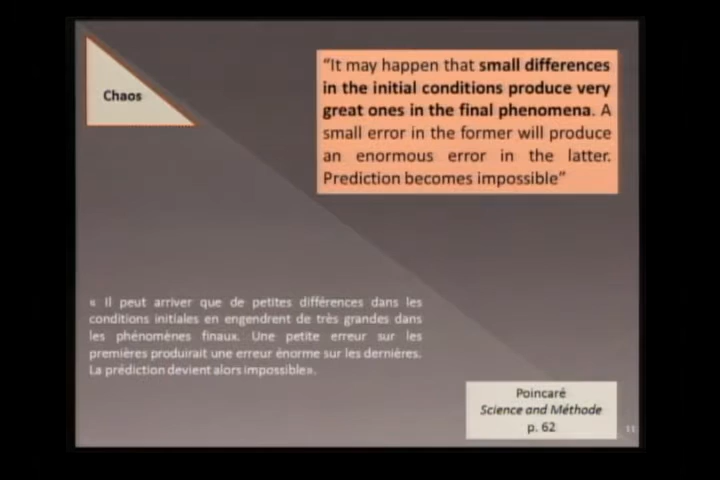 Chaos
“It may happen that small differences
in the initial conditions produce very
great ones in the final phenomena. A
small error in the former will produce
an enormous error in the latter.
Prediction becomes impossible”
« Il peut arriver que de petites différences dans les
conditions initiales en engendrent de très grandes dans
les phénomènes finaux. Une petite erreur sur les
premières produirait une erreur énorme sur les dernières.
La prédiction devient alors impossible».
Poincaré
Science and Méthode
p. 62
11